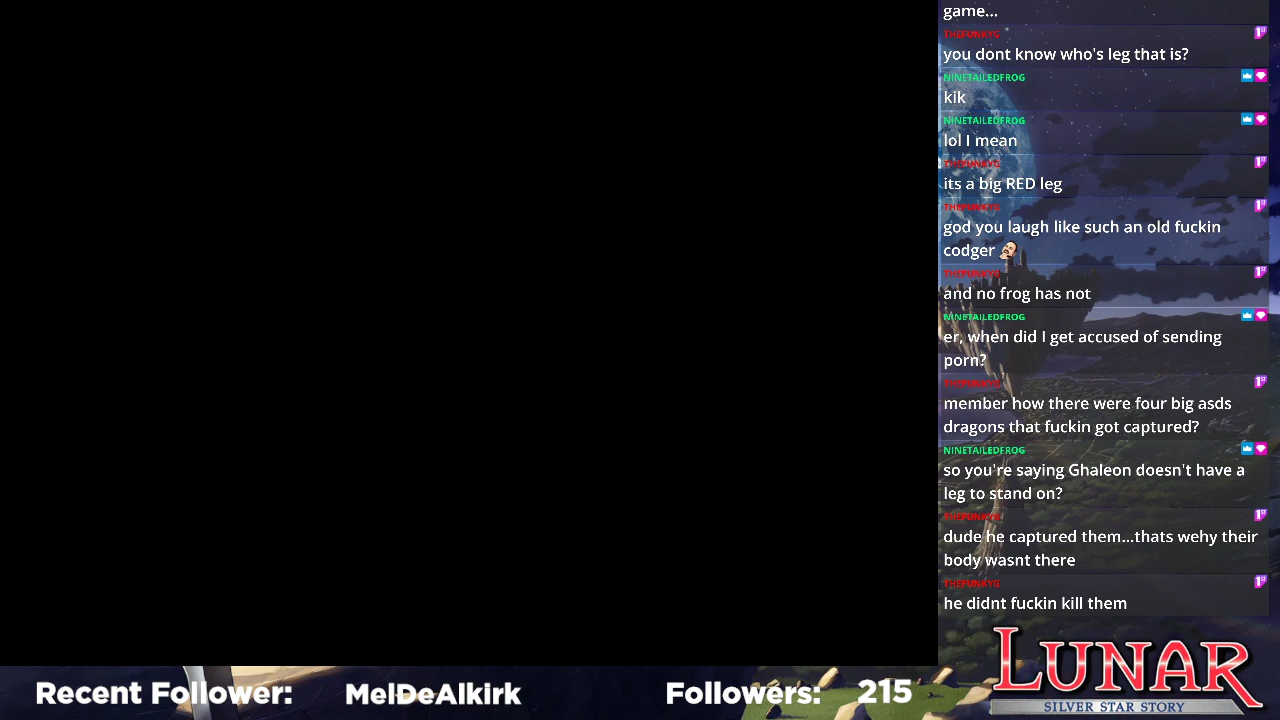 game...
THEFUNKYG
you dont know who's leg that is?
NINETAILEDFROG
kik
NINETAILEDFROG
lol I mean
THEFUNKYG
its a big RED leg
THEFUNKYG
god you laugh like such an old fuckin
codger
THEFUNKYG
and no frog has not
NINETAILEDFROG
er, when did I get accused of sending
porn?
THEFUNKYG
member how there were four big asds
dragons that fuckin got captured?
NINETAILEDFROG
so you're saying Ghaleon doesn't have a
leg to stand on?
THEFUNKYG
dude he captured them...thats wehy their
body wasnt there
THEFUNKYG
he didnt fuckin kill them
LUNAR
SILVER STAR STORY
Recent Follower: MelDeAlkirk Followers: 215